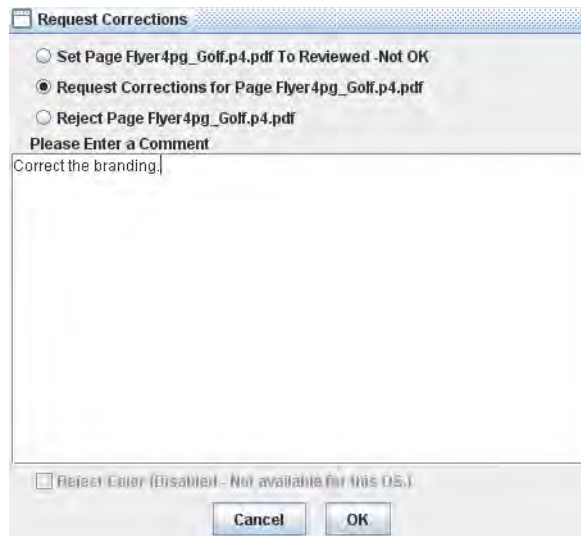 Request Corrections
Set Page Flyer4pg_Golf.p4.pdf To Reviewed -Not OK
Request Corrections for Page Flyer4pg_Golf.p4.pdf
Reject Page Flyer4pg_Golf.p4.pdf
Please Enter a Comment
Correct the branding.
Reject Color (Disabled - Not available for this OS.)
Cancel OK